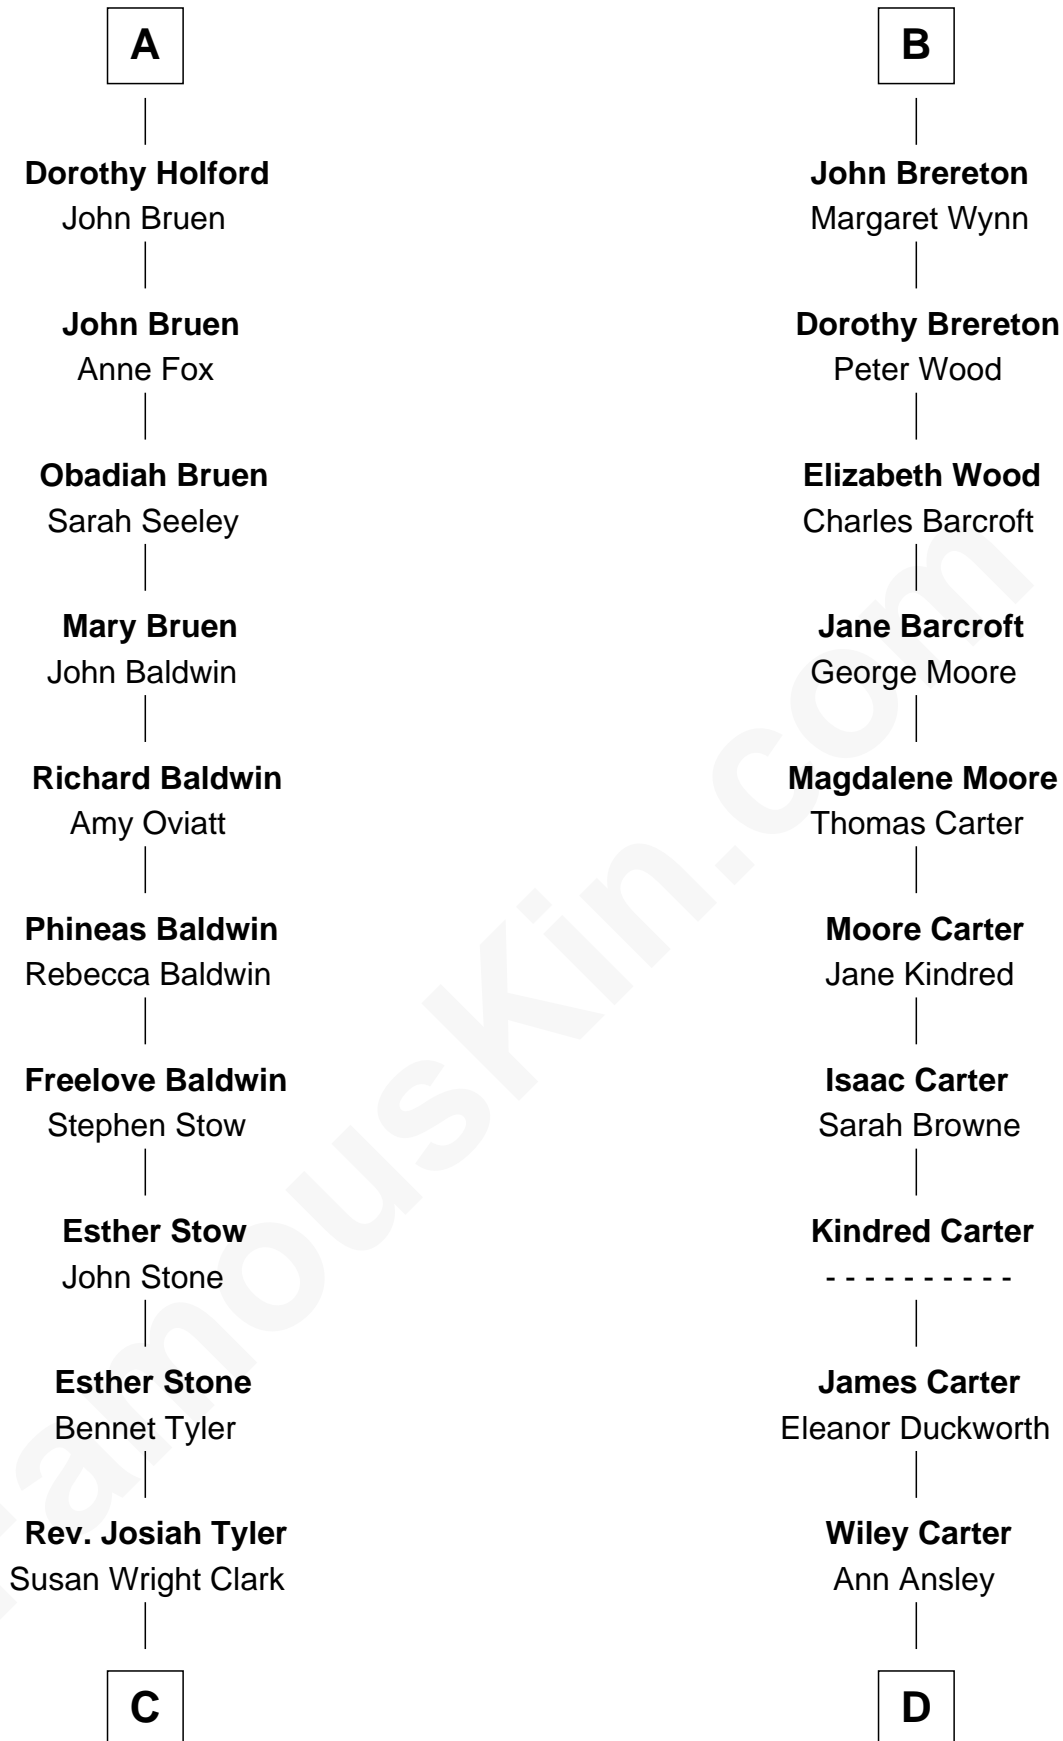 A
Dorothy Holford
John Bruen
John Bruen
Anne Fox
Obadiah Bruen
Sarah Seeley
Mary Bruen
John Baldwin
Richard Baldwin
Amy Oviatt
Phineas Baldwin
Rebecca Baldwin
Freelove Baldwin
Stephen Stow
Esther Stow
John Stone
Esther Stone
Bennet Tyler
Rev. Josiah Tyler
Susan Wright Clark
C
B
John Brereton
Margaret Wynn
Dorothy Brereton
Peter Wood
Elizabeth Wood
Charles Barcroft
Jane Barcroft
George Moore
Magdalene Moore
Thomas Carter
Moore Carter
Jane Kindred
Isaac Carter
Sarah Browne
Kindred Carter
- - - - - - - - - -
James Carter
Eleanor Duckworth
Wiley Carter
Ann Ansley
D
FamousKin.com